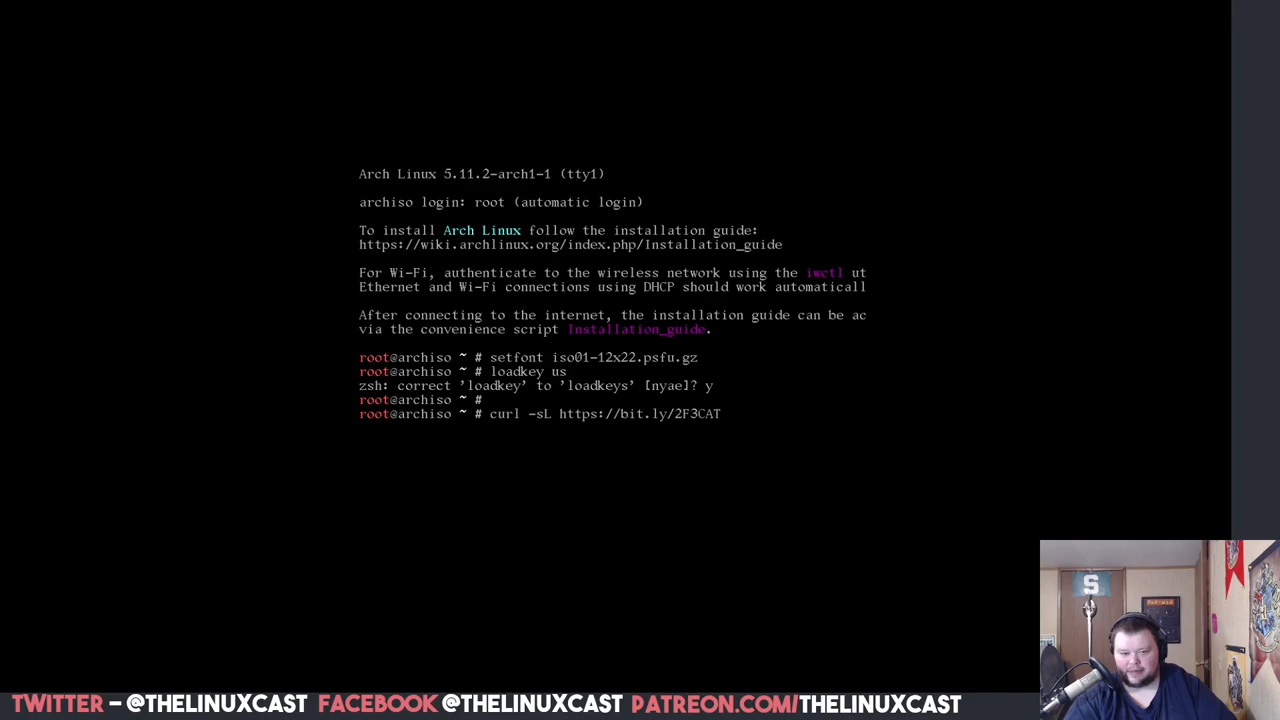 Arch Linux 5.11.2-arch1-1 (tty1)
archiso login: root (automatic login)
To install Arch Linux follow the installation guide:
https://wiki.archlinux.org/index.php/Installation_guide
For Wi-Fi, authenticate to the wireless network using the iwctl ut
Ethernet and Wi-Fi connections using DHCP should work automaticall
After connecting to the internet, the installation guide can be ac
via the convenience script Installation_guide.
root@archiso ~ # setfont iso01-12x22.psfu.gz
root@archiso ~ # loadkey us
zsh: correct 'loadkey' to 'loadkeys' [nyae]? y
root@archiso ~ #
root@archiso ~ # curl -sL https://bit.ly/2F3CAT
S
TWITTER - @THELINUXCAST FACEBOOK @THELINUXCAST PATREON.COM/THELINUXCAST